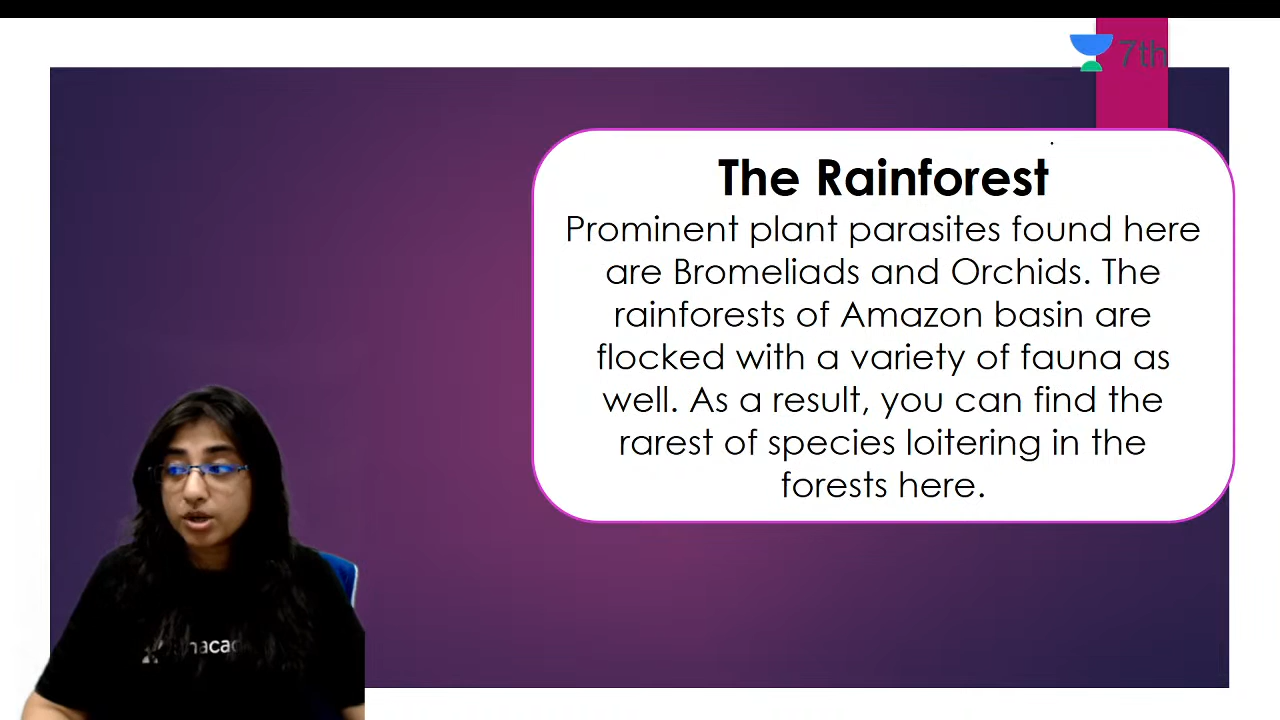 7th
The Rainforest
Prominent plant parasites found here
are Bromeliads and Orchids. The
rainforests of Amazon basin are
flocked with a variety of fauna as
well. As a result, you can find the
rarest of species loitering in the
forests here.